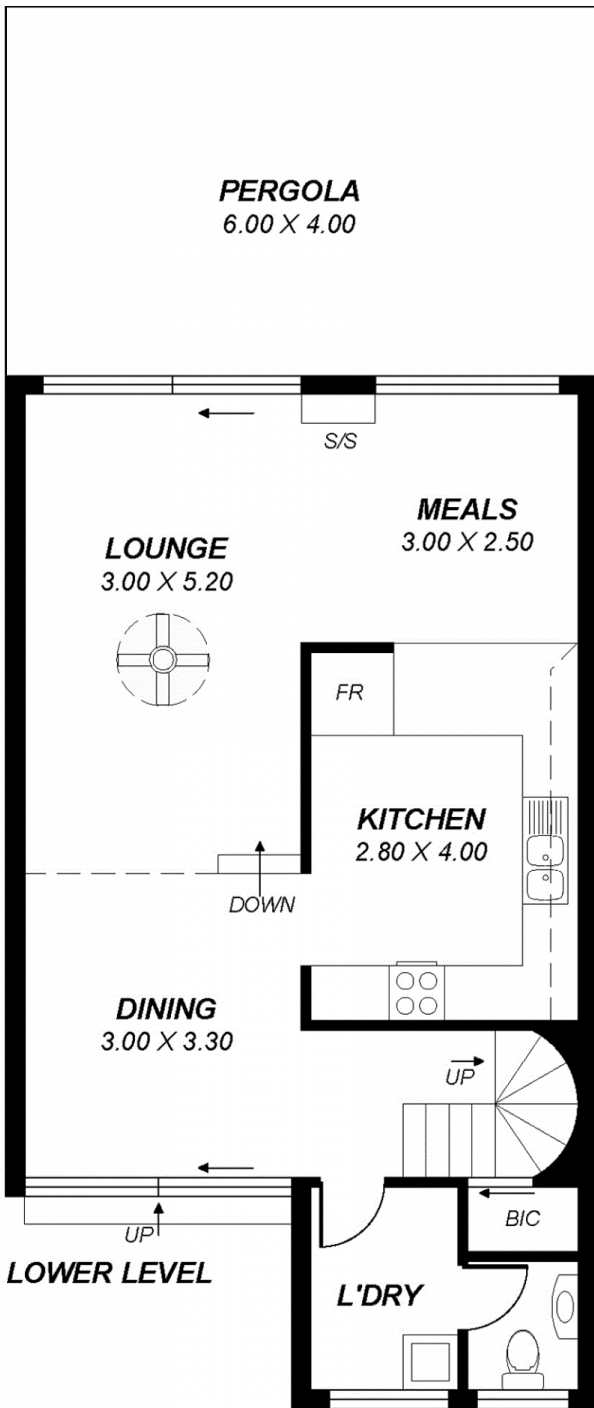 PERGOLA
6.00 X 4.00
S/S
MEALS
3.00 X 2.50
LOUNGE
3.00 X 5.20
FR
KITCHEN
2.80 X 4.00
DOWN
DINING
3.00 X 3.30
UP
BIC
UP
LOWER LEVEL
L'DRY